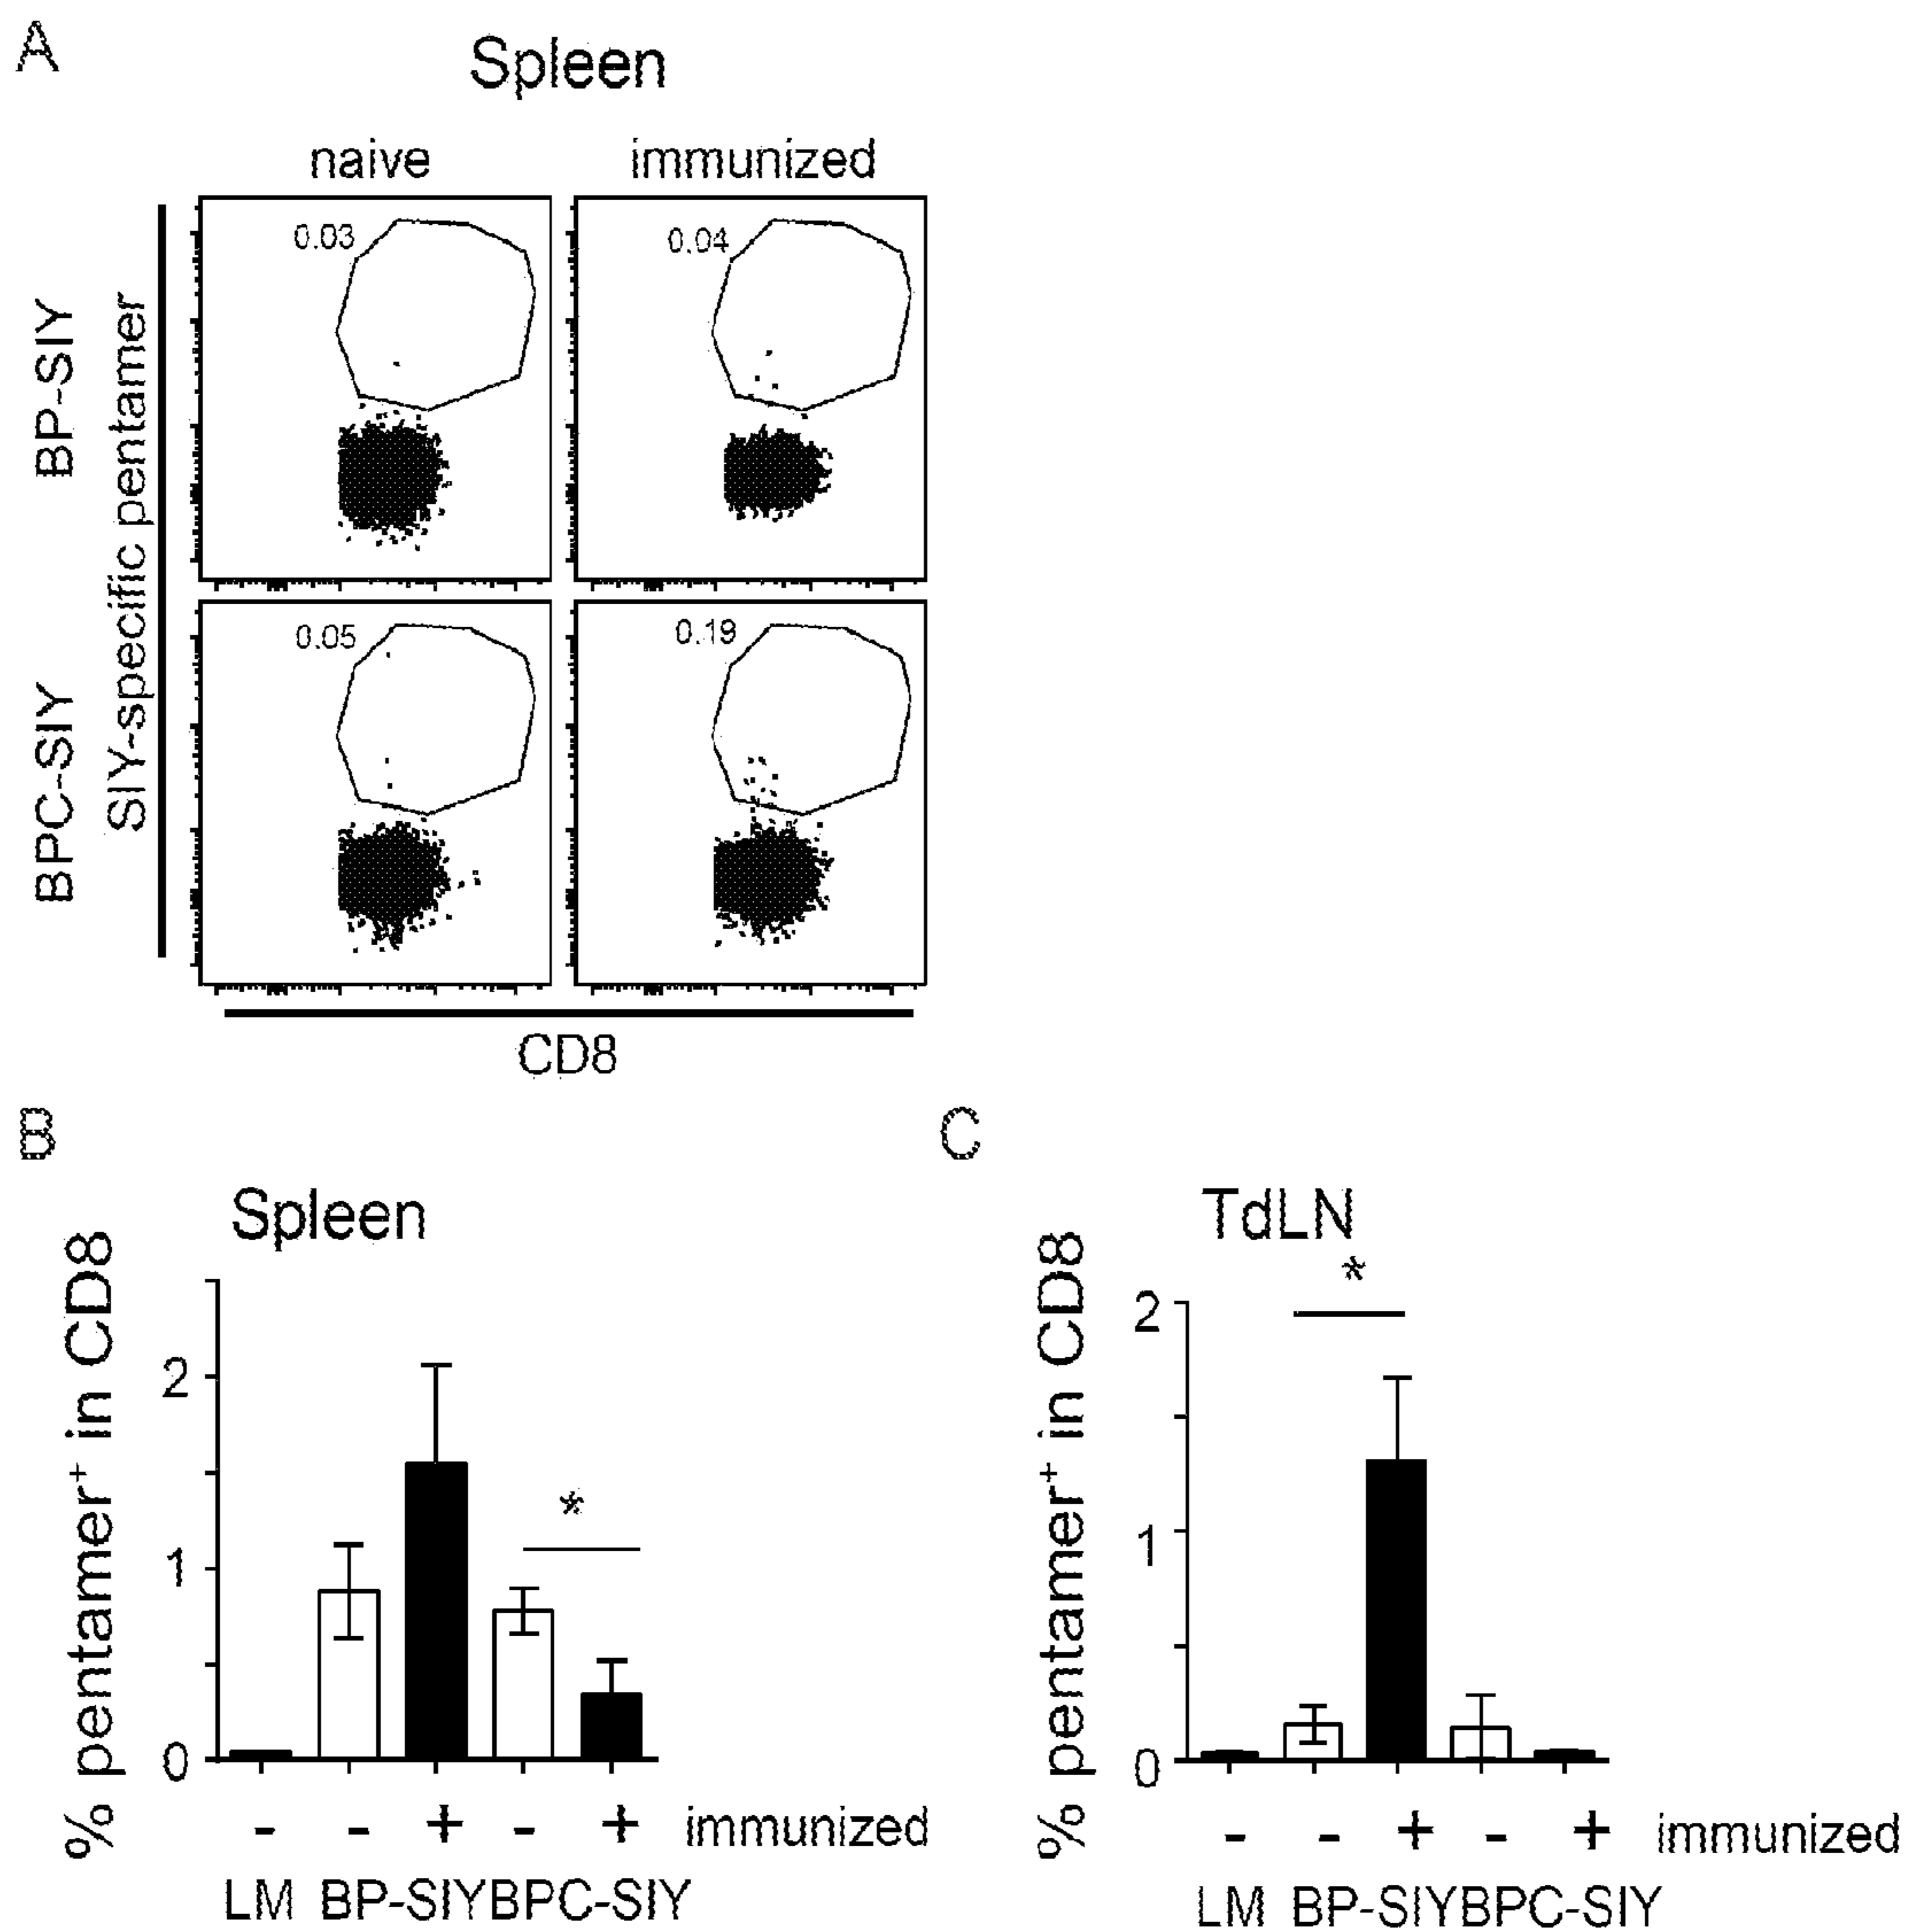 A
Spleen
naive immunized
BP-SIY
BPC-SIY
SIY-specific pentamer
0.03
0.04
0.05
0.19
CD8
B
Spleen
% pentamer+ in CD8
2
1
0
- - + - + immunized
LM BP-SIYBPC-SIY
C
TdLN
% pentamer+ in CD8
*
2
1
0
*
- - + - + immunized
LM BP-SIYBPC-SIY